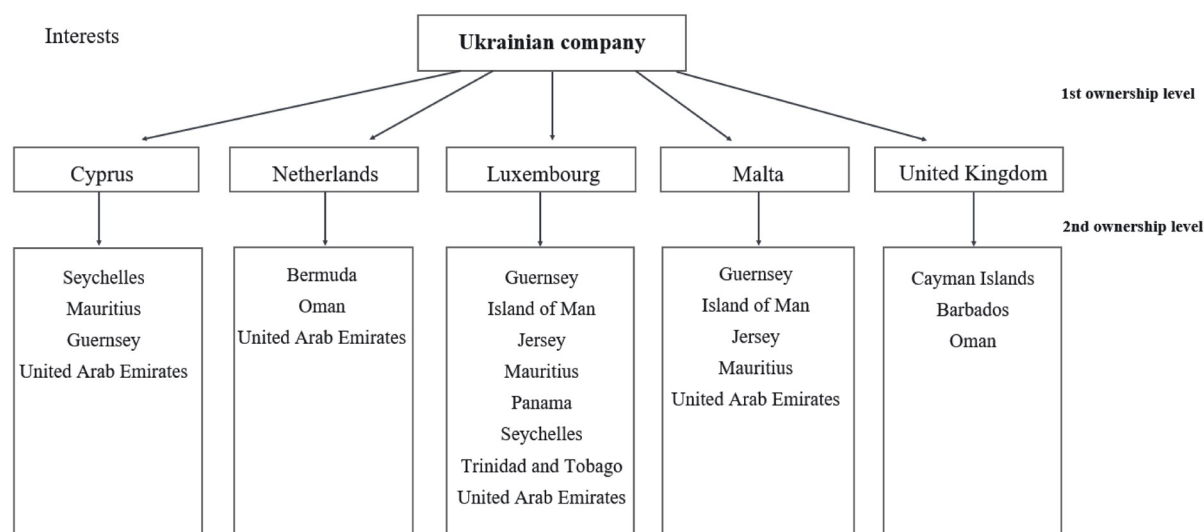 Interests
Ukrainian company
1st ownership level
Cyprus
Netherlands
Luxembourg
Malta
United Kingdom
2nd ownership level
Seychelles
Mauritius
Guernsey
United Arab Emirates
Bermuda
Oman
United Arab Emirates
Guernsey
Island of Man
Jersey
Mauritius
Panama
Seychelles
Trinidad and Tobago
United Arab Emirates
Guernsey
Island of Man
Jersey
Mauritius
United Arab Emirates
Cayman Islands
Barbados
Oman